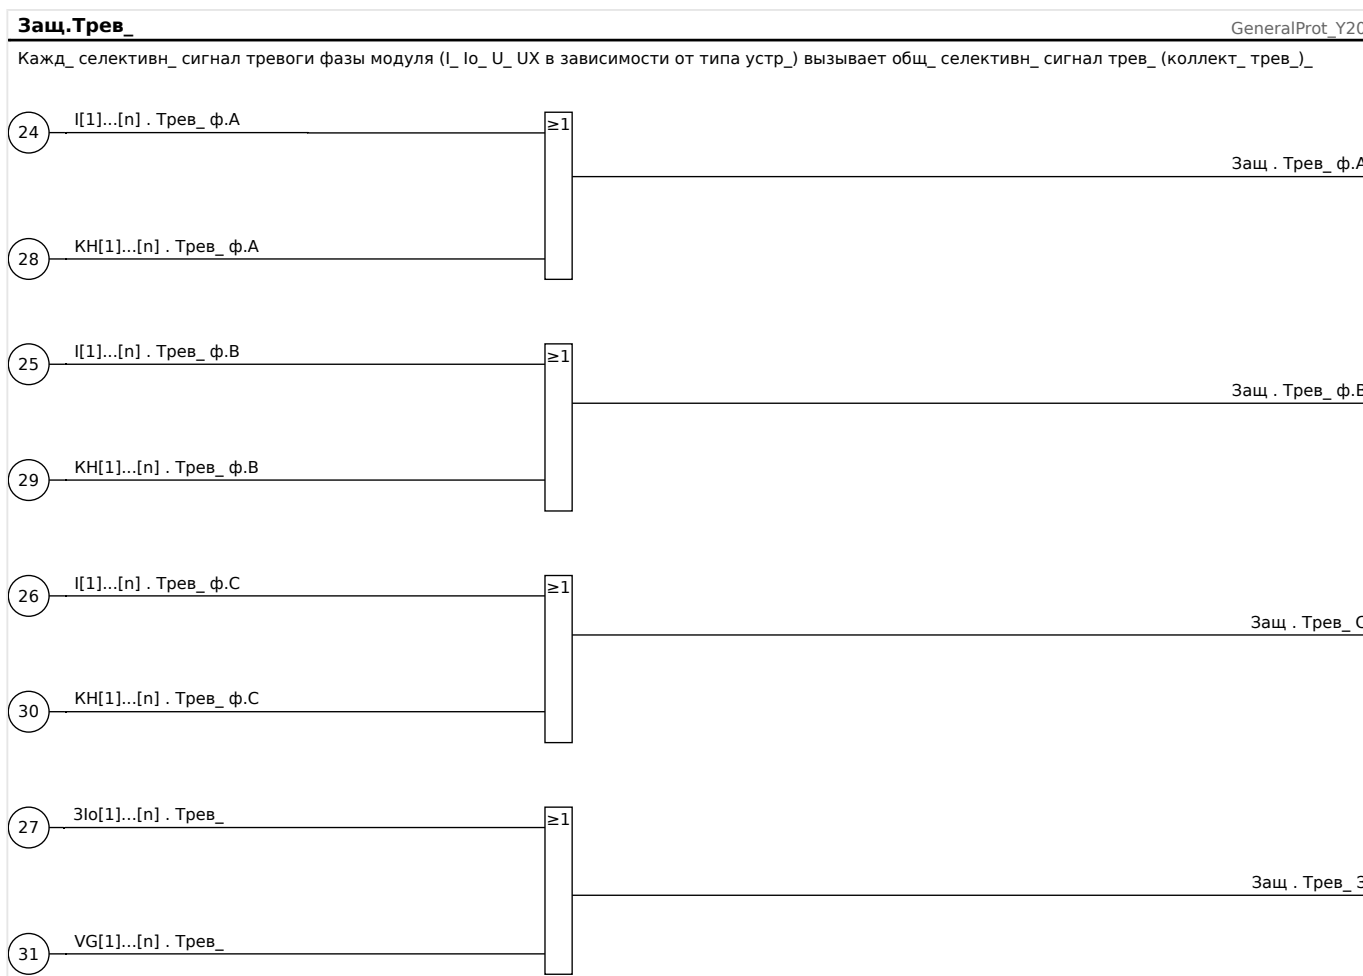 Защ.Трев_
GeneralProt_Y20
Кажд_ селективн_ сигнал тревоги фазы модуля (I_ Io_ U_ UX в зависимости от типа устр_) вызывает общ_ селективн_ сигнал трев_ (коллект_ трев_)_
24
I[1]...[n] . Трев_ ф.A
≥1
Защ . Трев_ ф.A
28
КН[1]...[n] . Трев_ ф.A
25
I[1]...[n] . Трев_ ф.B
≥1
Защ . Трев_ ф.B
29
КН[1]...[n] . Трев_ ф.B
26
I[1]...[n] . Трев_ ф.C
≥1
Защ . Трев_ C
30
КН[1]...[n] . Трев_ ф.C
27
3Io[1]...[n] . Трев_
≥1
Защ . Трев_ З
31
VG[1]...[n] . Трев_